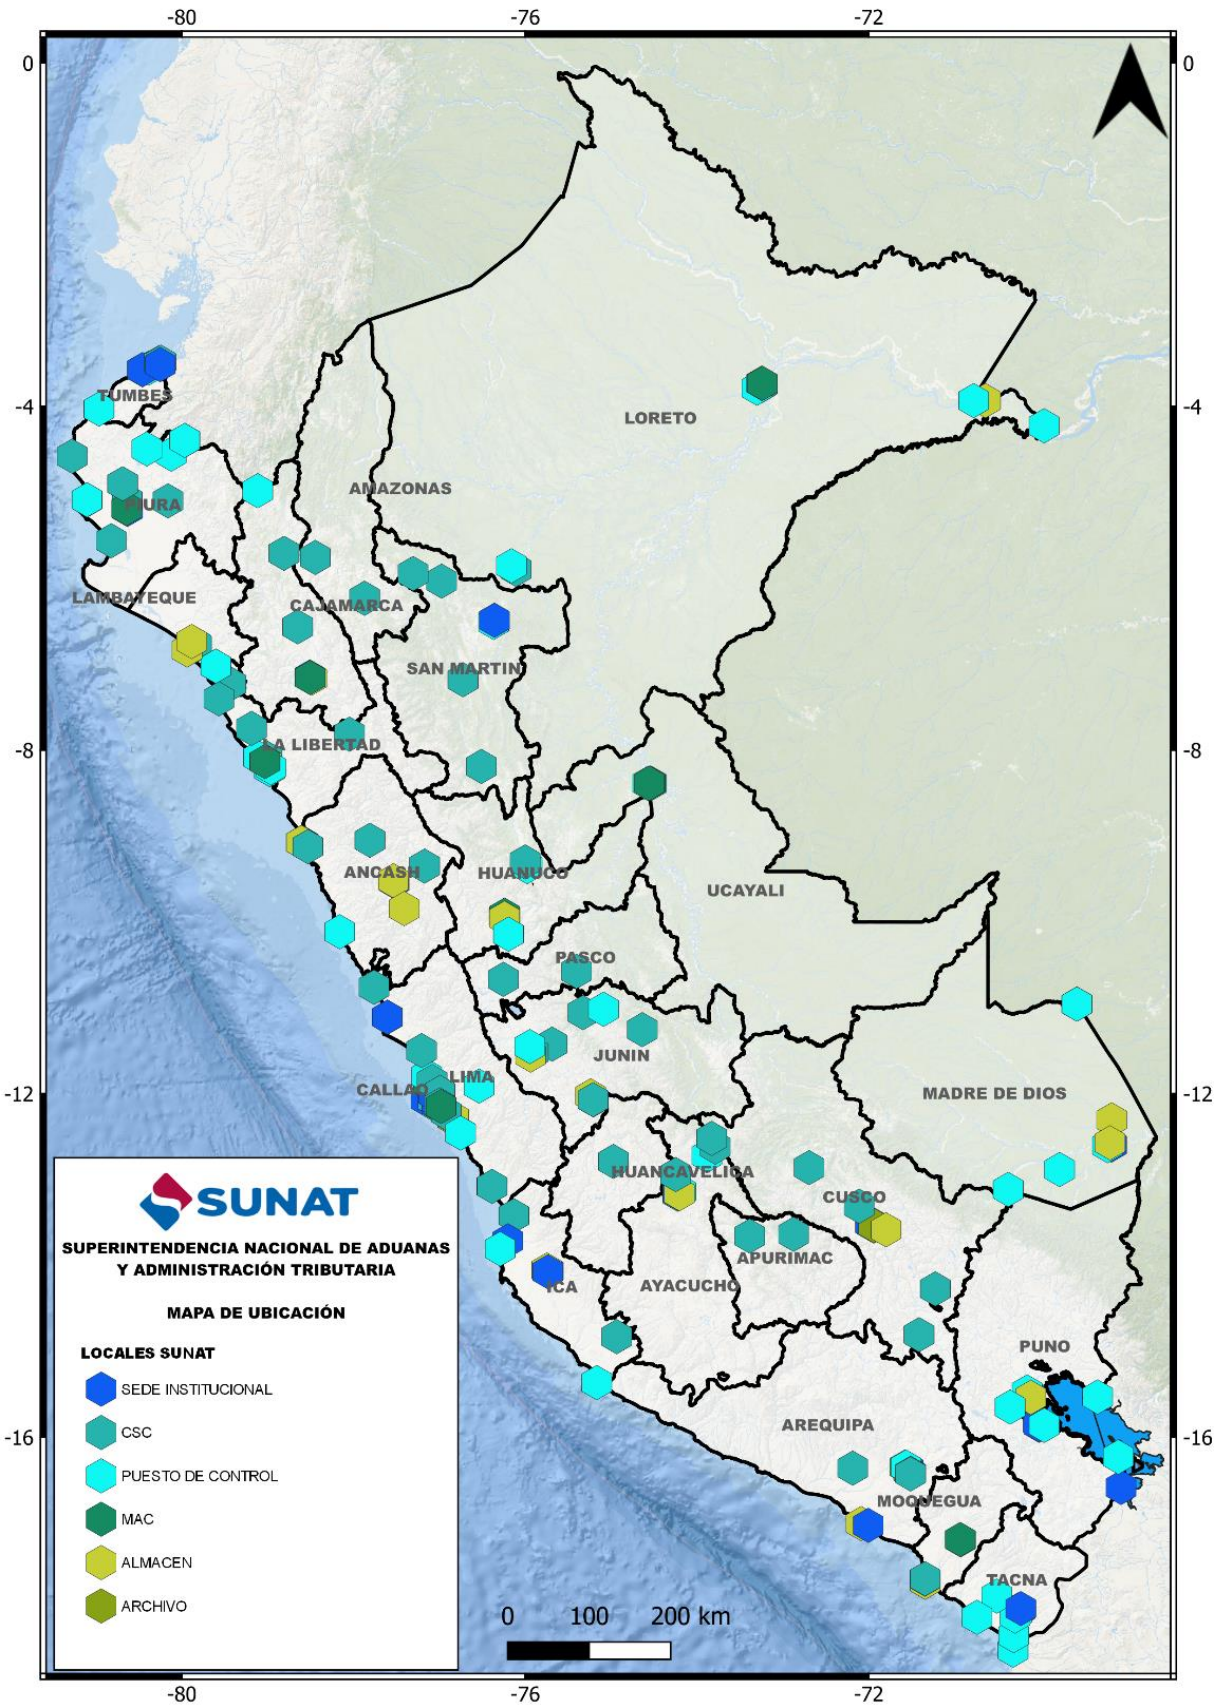 -80 -76 -72
0 0
TUMBES
-4 -4
LORETO
AMAZONAS
PIURA
LAMBAYEQUE
CAJAMARCA
SAN MARTIN
LA LIBERTAD
-8 -8
ANCASH
HUANUCO
UCAYALI
PASCO
JUNIN
LIMA
CALLAO
-12 -12
MADRE DE DIOS
HUANCAVELICA
CUSCO
APURIMAC
AYACUCHO
ICA
PUNO
AREQUIPA
-16 -16
MOQUEGUA
TACNA
SUNAT
SUPERINTENDENCIA NACIONAL DE ADUANAS
Y ADMINISTRACIÓN TRIBUTARIA
MAPA DE UBICACIÓN
LOCALES SUNAT
SEDE INSTITUCIONAL
CSC
PUESTO DE CONTROL
MAC
ALMACEN
ARCHIVO
0 100 200 km
-80 -76 -72